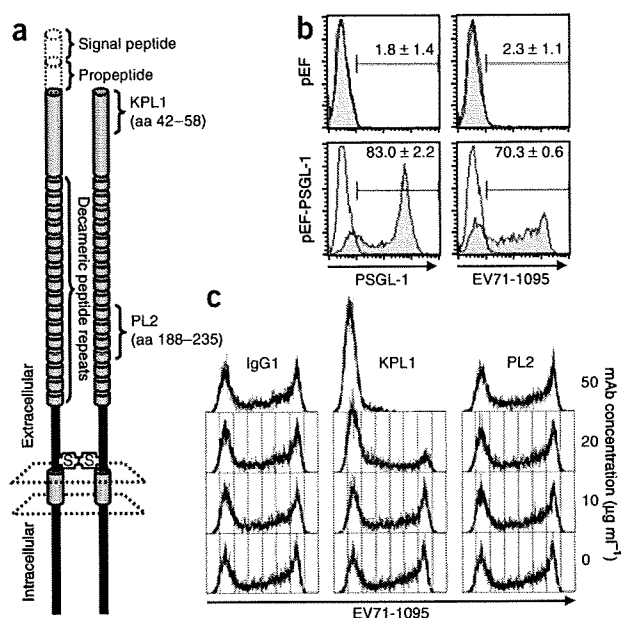 a
Signal peptide
Propeptide
KPL1
(aa 42–58)
Decameric peptide repeats
PL2
(aa 188–235)
Extracellular
S S
Intracellular
b
pEF
1.8 ± 1.4
2.3 ± 1.1
pEF-PSGL-1
83.0 ± 2.2
70.3 ± 0.6
PSGL-1
EV71-1095
c
IgG1
KPL1
PL2
50
20
10
0
mAb concentration (µg ml⁻¹)
EV71-1095